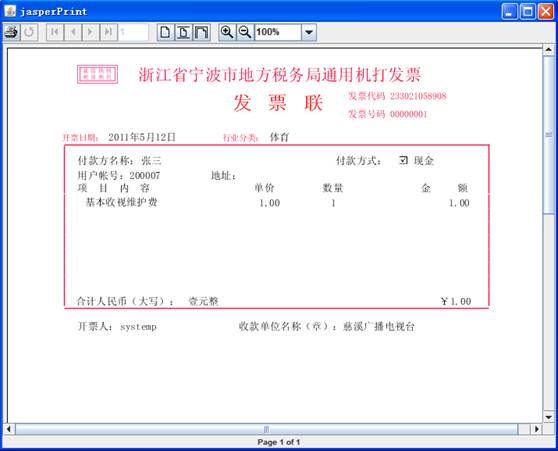 jasperPrint
1
100%
浙江省宁波市地方税务局通用机打发票
发 票 联
发票代码 233021058908
发票号码 00000001
开票日期: 2011年5月12日 行业分类: 体育
付款方名称: 张三 付款方式: 现金
用户帐号: 200007 地址:
项 目 内 容 单价 数量 金 额
基本收视维护费 1.00 1 1.00
合计人民币(大写): 壹元整 ¥1.00
开票人: systemp 收款单位名称(章): 慈溪广播电视台
Page 1 of 1